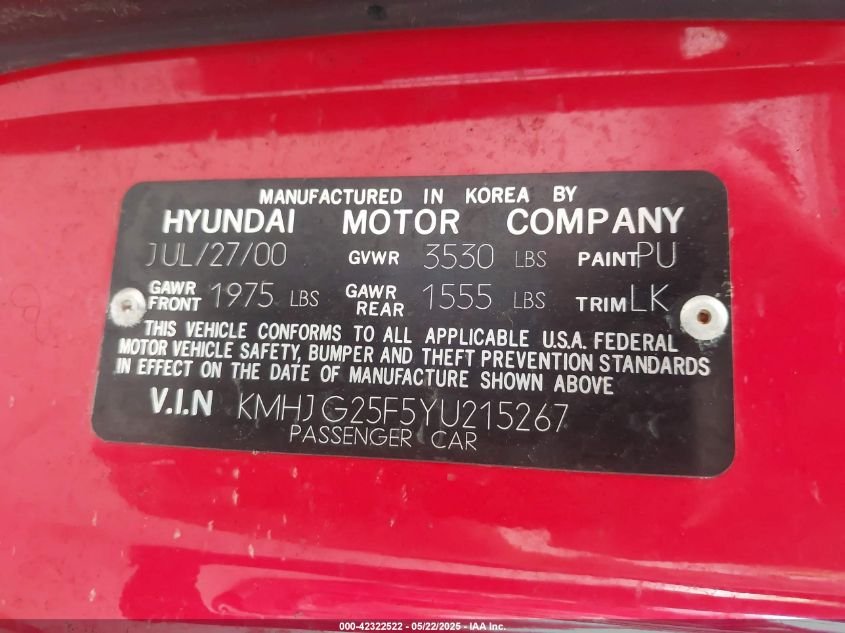 MANUFACTURED IN KOREA BY
HYUNDAI MOTOR COMPANY
JUL/27/00 GVWR 3530 LBS PAINT PU
GAWR FRONT 1975 LBS GAWR REAR 1555 LBS TRIM LK
THIS VEHICLE CONFORMS TO ALL APPLICABLE U.S.A. FEDERAL
MOTOR VEHICLE SAFETY, BUMPER AND THEFT PREVENTION STANDARDS
IN EFFECT ON THE DATE OF MANUFACTURE SHOWN ABOVE
V.I.N KMHJG25F5YU215267
PASSENGER CAR
000-42322522 - 05/22/2025 - IAA Inc.